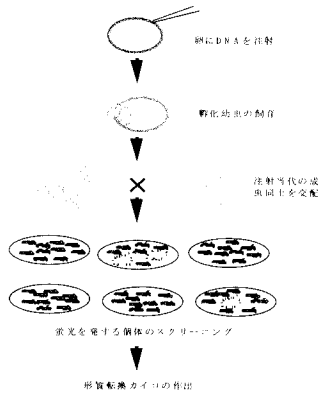 卵にDNAを注射
孵化幼虫の飼育
注射当代の成
虫同士を交配
蛍光を発する個体のスクリーニング
形質転換カイコの作出